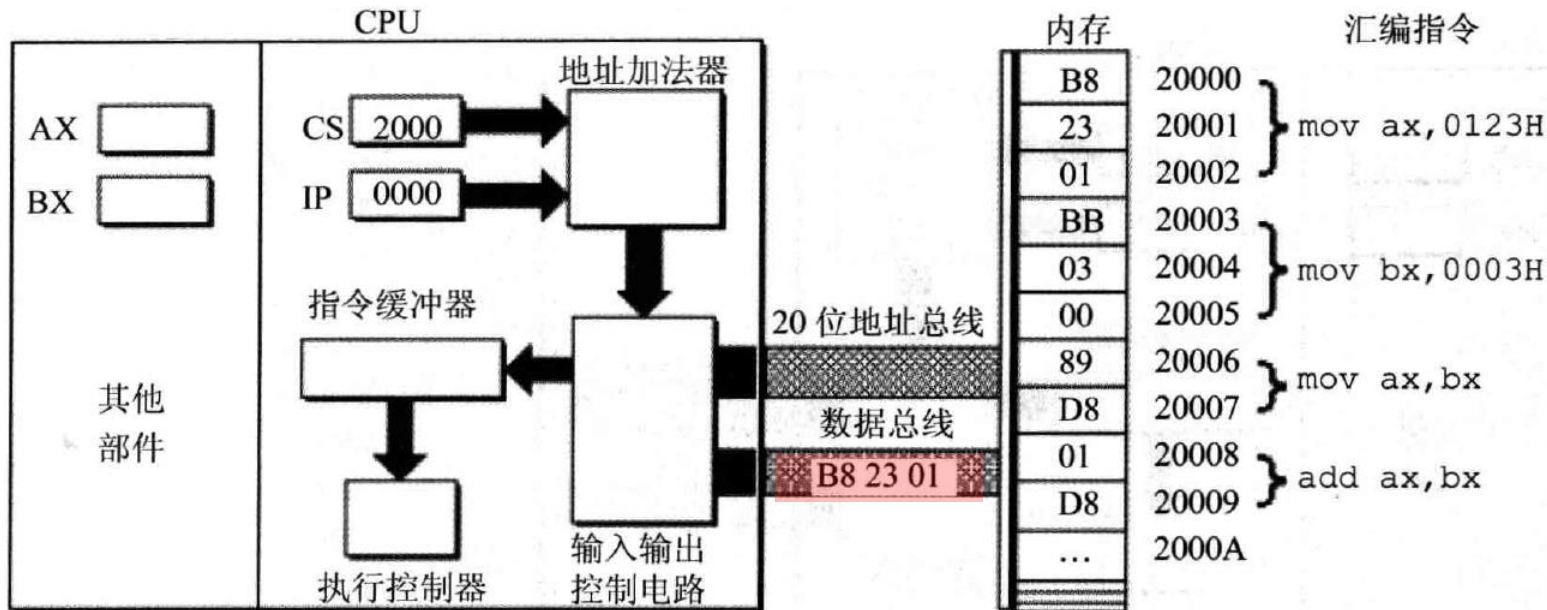 CPU
内存
汇编指令
地址加法器
AX
BX
CS
2000
IP
0000
指令缓冲器
其他
部件
执行控制器
输入输出
控制电路
20 位地址总线
数据总线
B8 23 01
B8 20000
23 20001 mov ax,0123H
01 20002
BB 20003
03 20004 mov bx,0003H
00 20005
89 20006
mov ax,bx
D8 20007
01 20008
add ax,bx
D8 20009
... 2000A